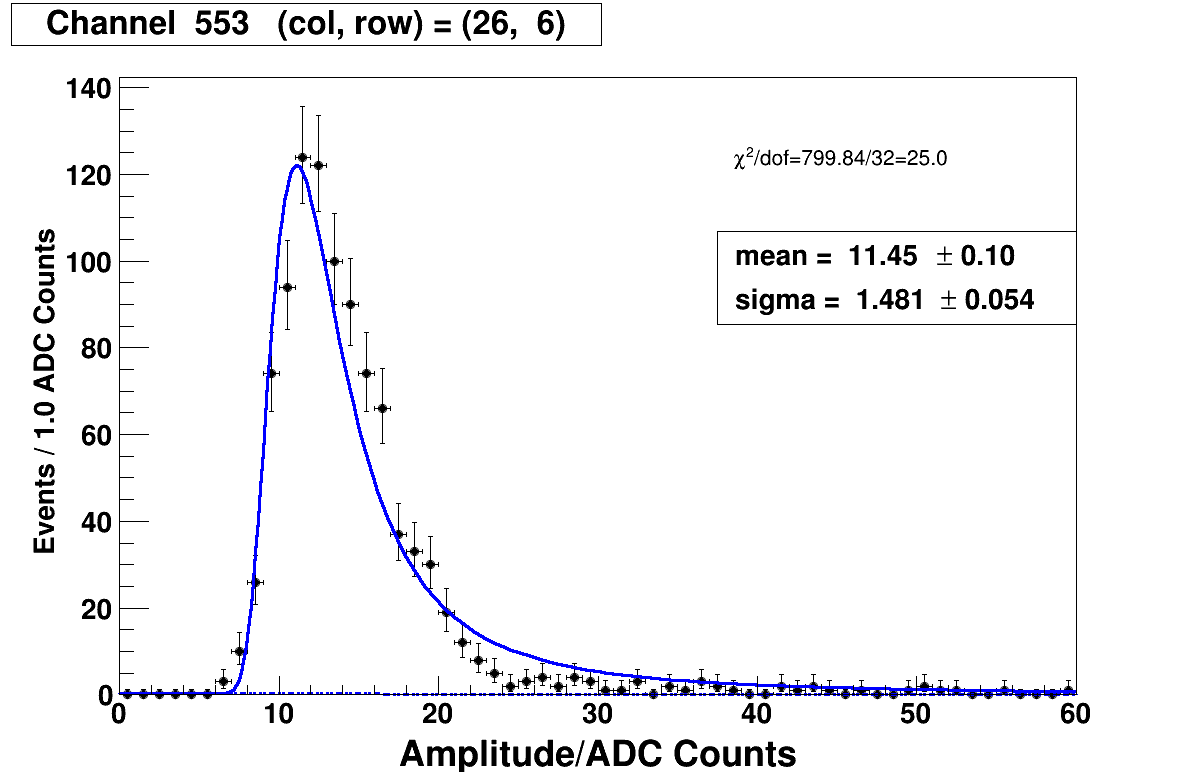 Channel 553 (col, row) = (26, 6)
140
120
100
80
60
40
20
0
Events / 1.0 ADC Counts
χ²/dof=799.84/32=25.0
mean = 11.45 ± 0.10
sigma = 1.481 ± 0.054
0 10 20 30 40 50 60
Amplitude/ADC Counts